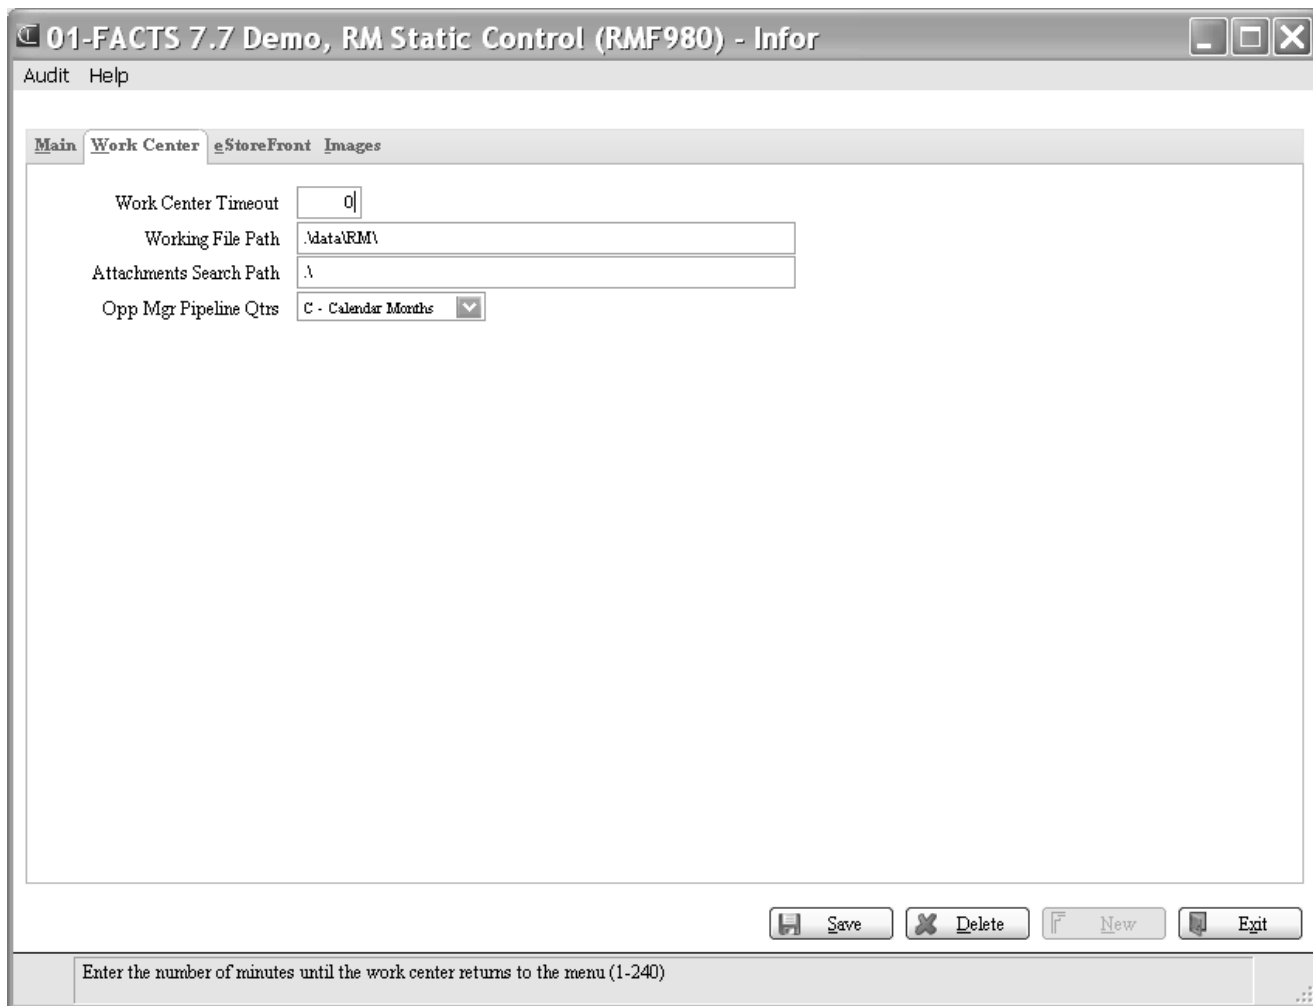 01-FACTS 7.7 Demo, RM Static Control (RMF980) - Infor
Audit Help
Main Work Center eStoreFront Images
Work Center Timeout 0
Working File Path .\data\RM\
Attachments Search Path .\
Opp Mgr Pipeline Qtrs C - Calendar Months
Save Delete New Exit
Enter the number of minutes until the work center returns to the menu (1-240)